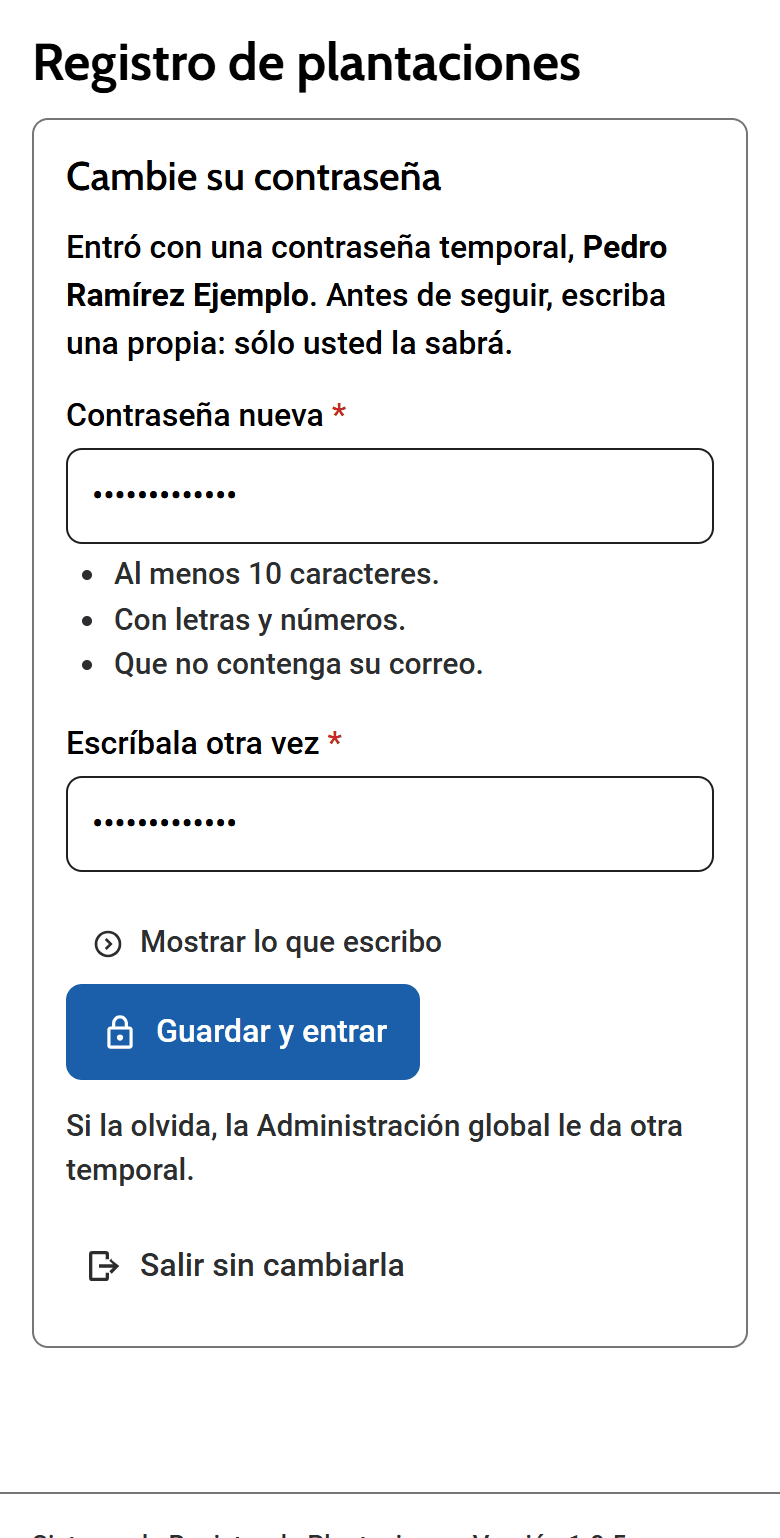 Registro de plantaciones
Cambie su contraseña
Entró con una contraseña temporal, Pedro
Ramírez Ejemplo. Antes de seguir, escriba
una propia: sólo usted la sabrá.
Contraseña nueva *
•••••••••••••
• Al menos 10 caracteres.
• Con letras y números.
• Que no contenga su correo.
Escríbala otra vez *
•••••••••••••
Mostrar lo que escribo
Guardar y entrar
Si la olvida, la Administración global le da otra
temporal.
Salir sin cambiarla